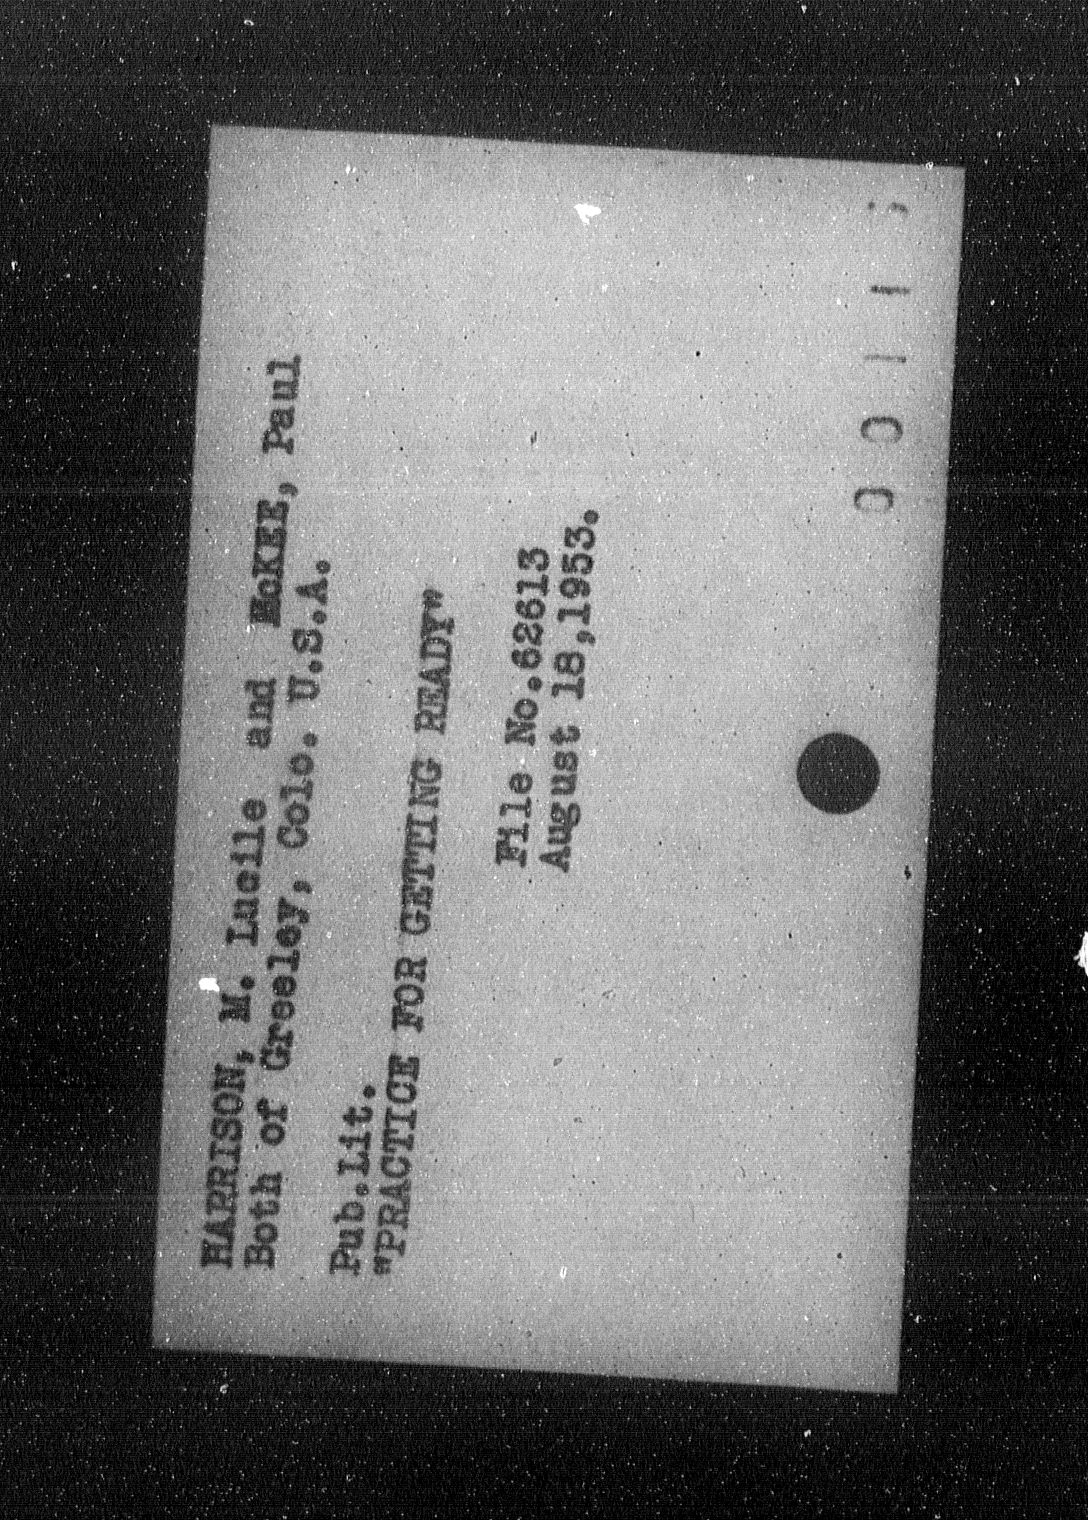 HARRISON, M. Lucile and McKEE, Paul
Both of Greeley, Colo. U.S.A.
Pub.Lit.
"PRACTICE FOR GETTING READY"
File No.62613
August 18,1953.